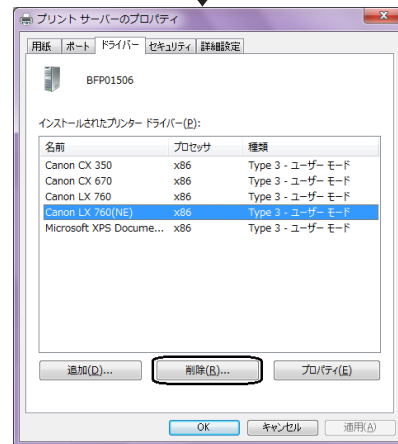 プリント サーバーのプロパティ
用紙 ポート ドライバー セキュリティ 詳細設定
BFP01506
インストールされたプリンター ドライバー(P):
名前 プロセッサ 種類
Canon CX 350 x86 Type 3 - ユーザー モード
Canon CX 670 x86 Type 3 - ユーザー モード
Canon LX 760 x86 Type 3 - ユーザー モード
Canon LX 760(NE) x86 Type 3 - ユーザー モード
Microsoft XPS Docume... x86 Type 3 - ユーザー モード
追加(D)... 削除(R)... プロパティ(E)
OK キャンセル 適用(A)